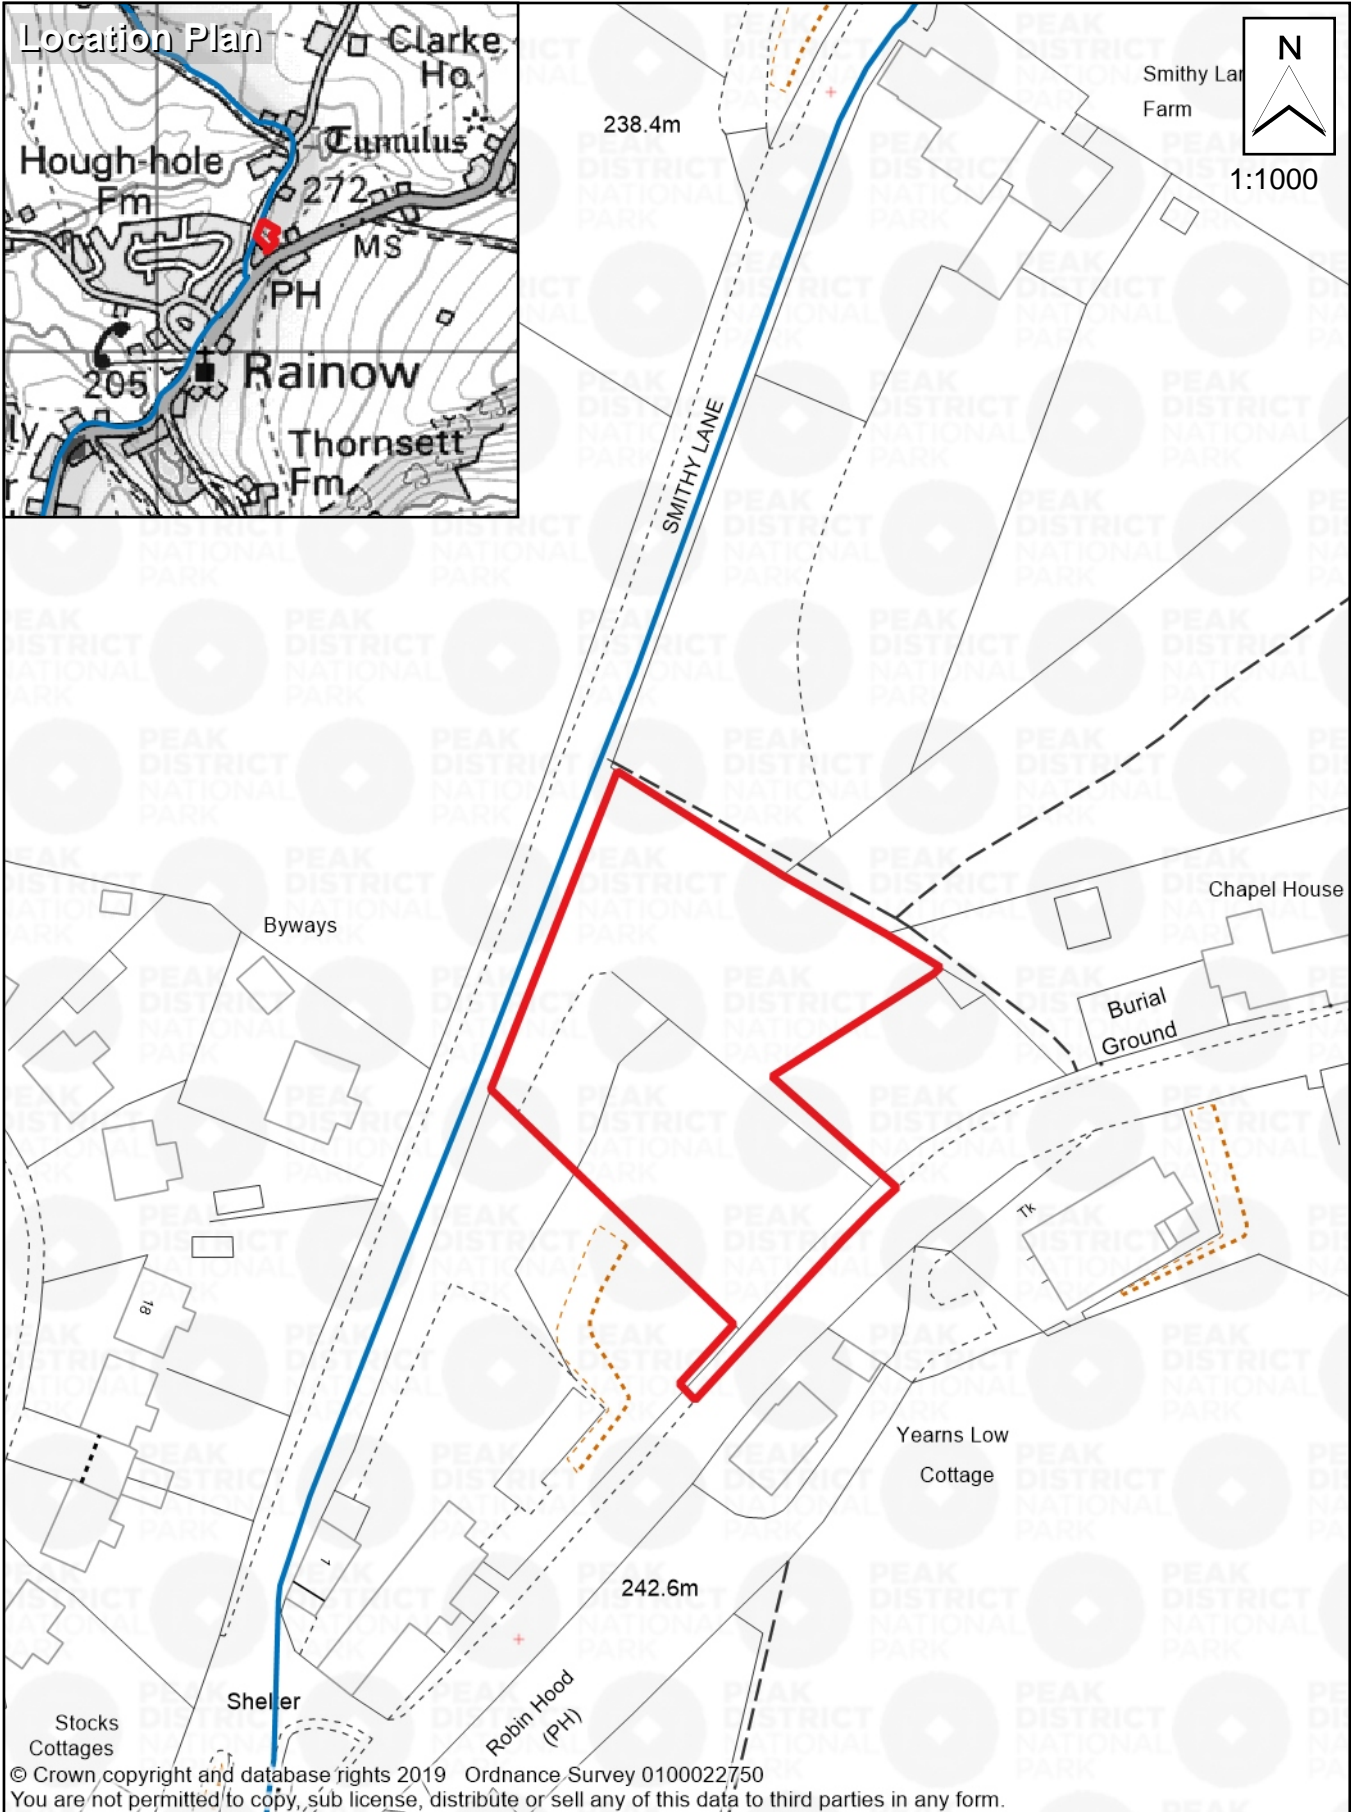 Location Plan
Clarke
Ho
Tumulus
Hough-hole
Fm
272
MS
PH
205
Rainow
ly
Thornsett
Fm
r
N
1:1000
238.4m
Smithy Lan
Farm
SMITHY LANE
Byways
Chapel House
Burial
Ground
Tk
18
Yearns Low
Cottage
1
242.6m
Shelter
Robin Hood
(PH)
Stocks
Cottages
© Crown copyright and database rights 2019 Ordnance Survey 0100022750
You are not permitted to copy, sub license, distribute or sell any of this data to third parties in any form.
PEAK
DISTRICT
NATIONAL
PARK